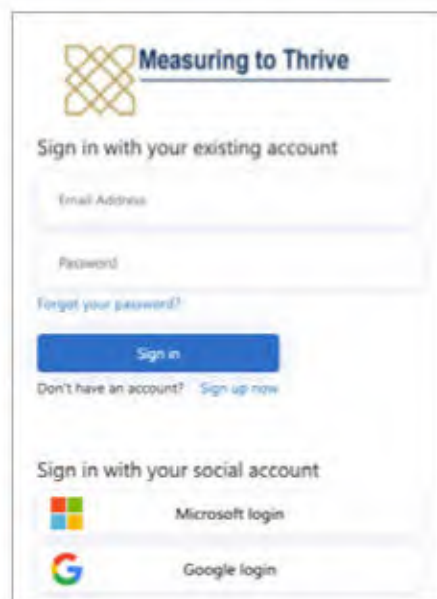 Measuring to Thrive
Sign in with your existing account
Email Address
Password
Forgot your password?
Sign in
Don't have an account? Sign up now
Sign in with your social account
Microsoft login
Google login